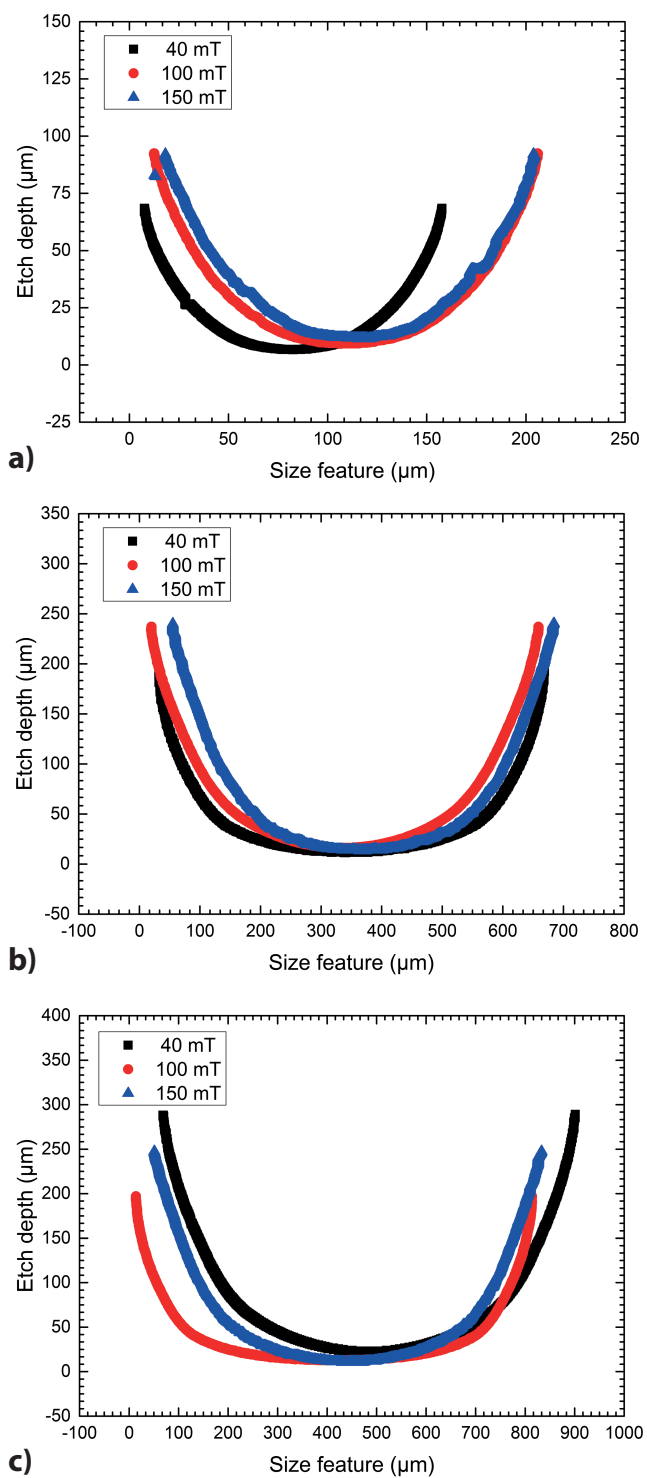 150
125
100
75
50
25
0
-25
Etch depth (µm)
40 mT
100 mT
150 mT
0 50 100 150 200 250
Size feature (µm)
a)
350
300
250
200
150
100
50
0
-50
Etch depth (µm)
40 mT
100 mT
150 mT
-100 0 100 200 300 400 500 600 700 800
Size feature (µm)
b)
400
350
300
250
200
150
100
50
0
-50
Etch depth (µm)
40 mT
100 mT
150 mT
-100 0 100 200 300 400 500 600 700 800 900 1000
Size feature (µm)
c)